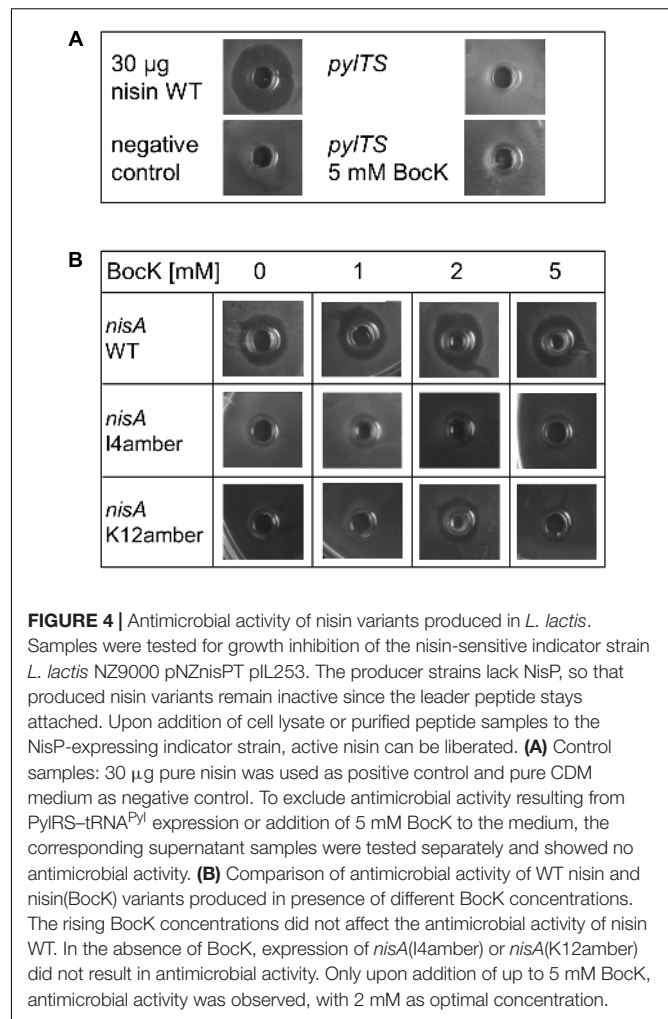 A
30 µg nisin WT
pylTS
negative control
pylTS 5 mM BocK
B
BocK [mM] 0 1 2 5
nisA WT
nisA I4amber
nisA K12amber
FIGURE 4 | Antimicrobial activity of nisin variants produced in L. lactis.
Samples were tested for growth inhibition of the nisin-sensitive indicator strain
L. lactis NZ9000 pNZnisPT pIL253. The producer strains lack NisP, so that
produced nisin variants remain inactive since the leader peptide stays
attached. Upon addition of cell lysate or purified peptide samples to the
NisP-expressing indicator strain, active nisin can be liberated. (A) Control
samples: 30 µg pure nisin was used as positive control and pure CDM
medium as negative control. To exclude antimicrobial activity resulting from
PylRS–tRNAPyl expression or addition of 5 mM BocK to the medium, the
corresponding supernatant samples were tested separately and showed no
antimicrobial activity. (B) Comparison of antimicrobial activity of WT nisin and
nisin(BocK) variants produced in presence of different BocK concentrations.
The rising BocK concentrations did not affect the antimicrobial activity of nisin
WT. In the absence of BocK, expression of nisA(I4amber) or nisA(K12amber)
did not result in antimicrobial activity. Only upon addition of up to 5 mM BocK,
antimicrobial activity was observed, with 2 mM as optimal concentration.